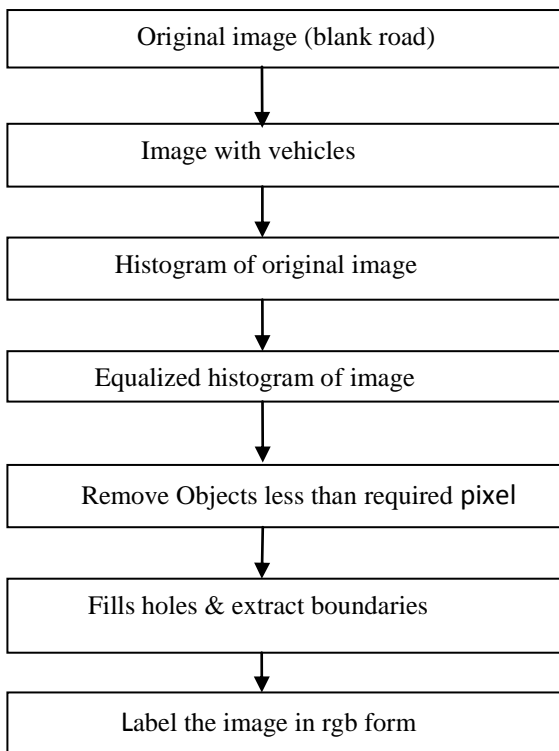 Original image (blank road)
Image with vehicles
Histogram of original image
Equalized histogram of image
Remove Objects less than required pixel
Fills holes & extract boundaries
Label the image in rgb form